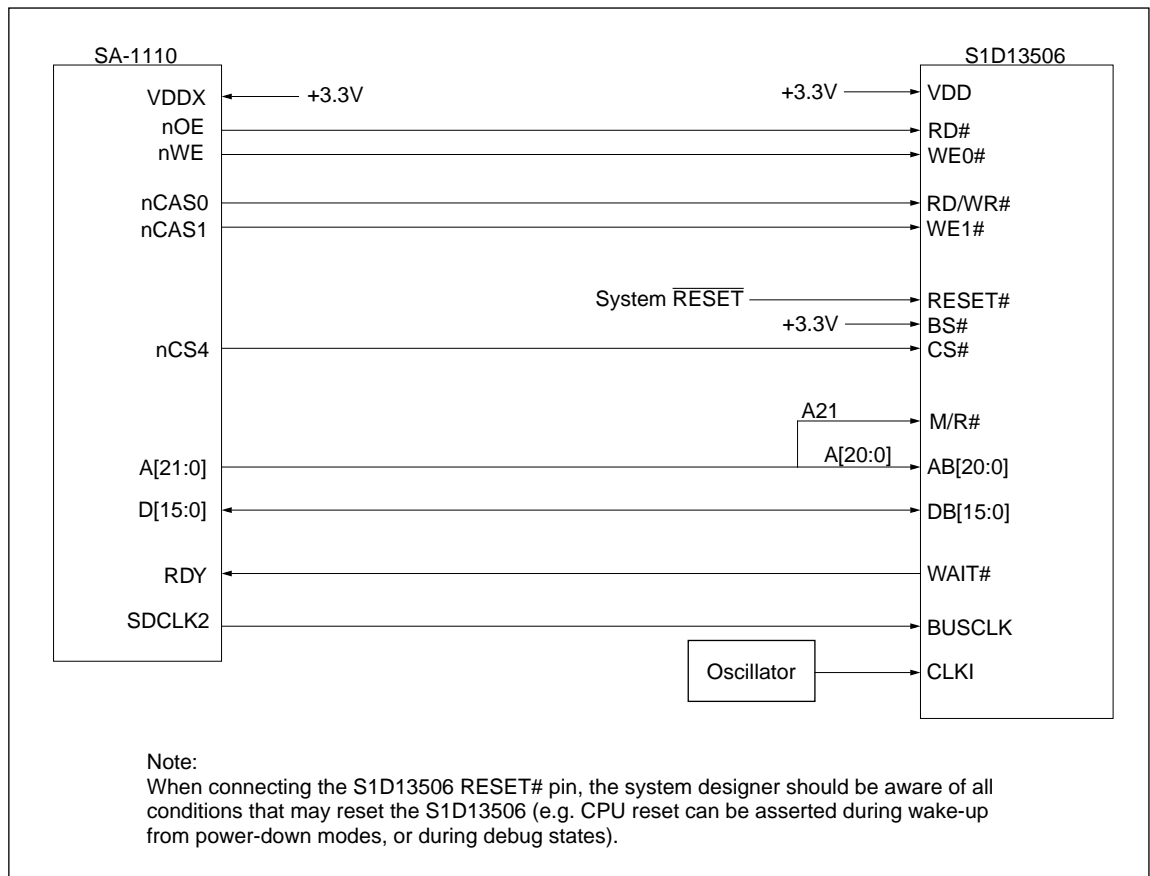 SA-1110 S1D13506
VDDX +3.3V +3.3V VDD
nOE RD#
nWE WE0#
nCAS0 RD/WR#
nCAS1 WE1#
System RESET RESET#
+3.3V BS#
nCS4 CS#
A21 M/R#
A[21:0] A[20:0] AB[20:0]
D[15:0] DB[15:0]
RDY WAIT#
SDCLK2 BUSCLK
Oscillator CLKI
Note:
When connecting the S1D13506 RESET# pin, the system designer should be aware of all
conditions that may reset the S1D13506 (e.g. CPU reset can be asserted during wake-up
from power-down modes, or during debug states).